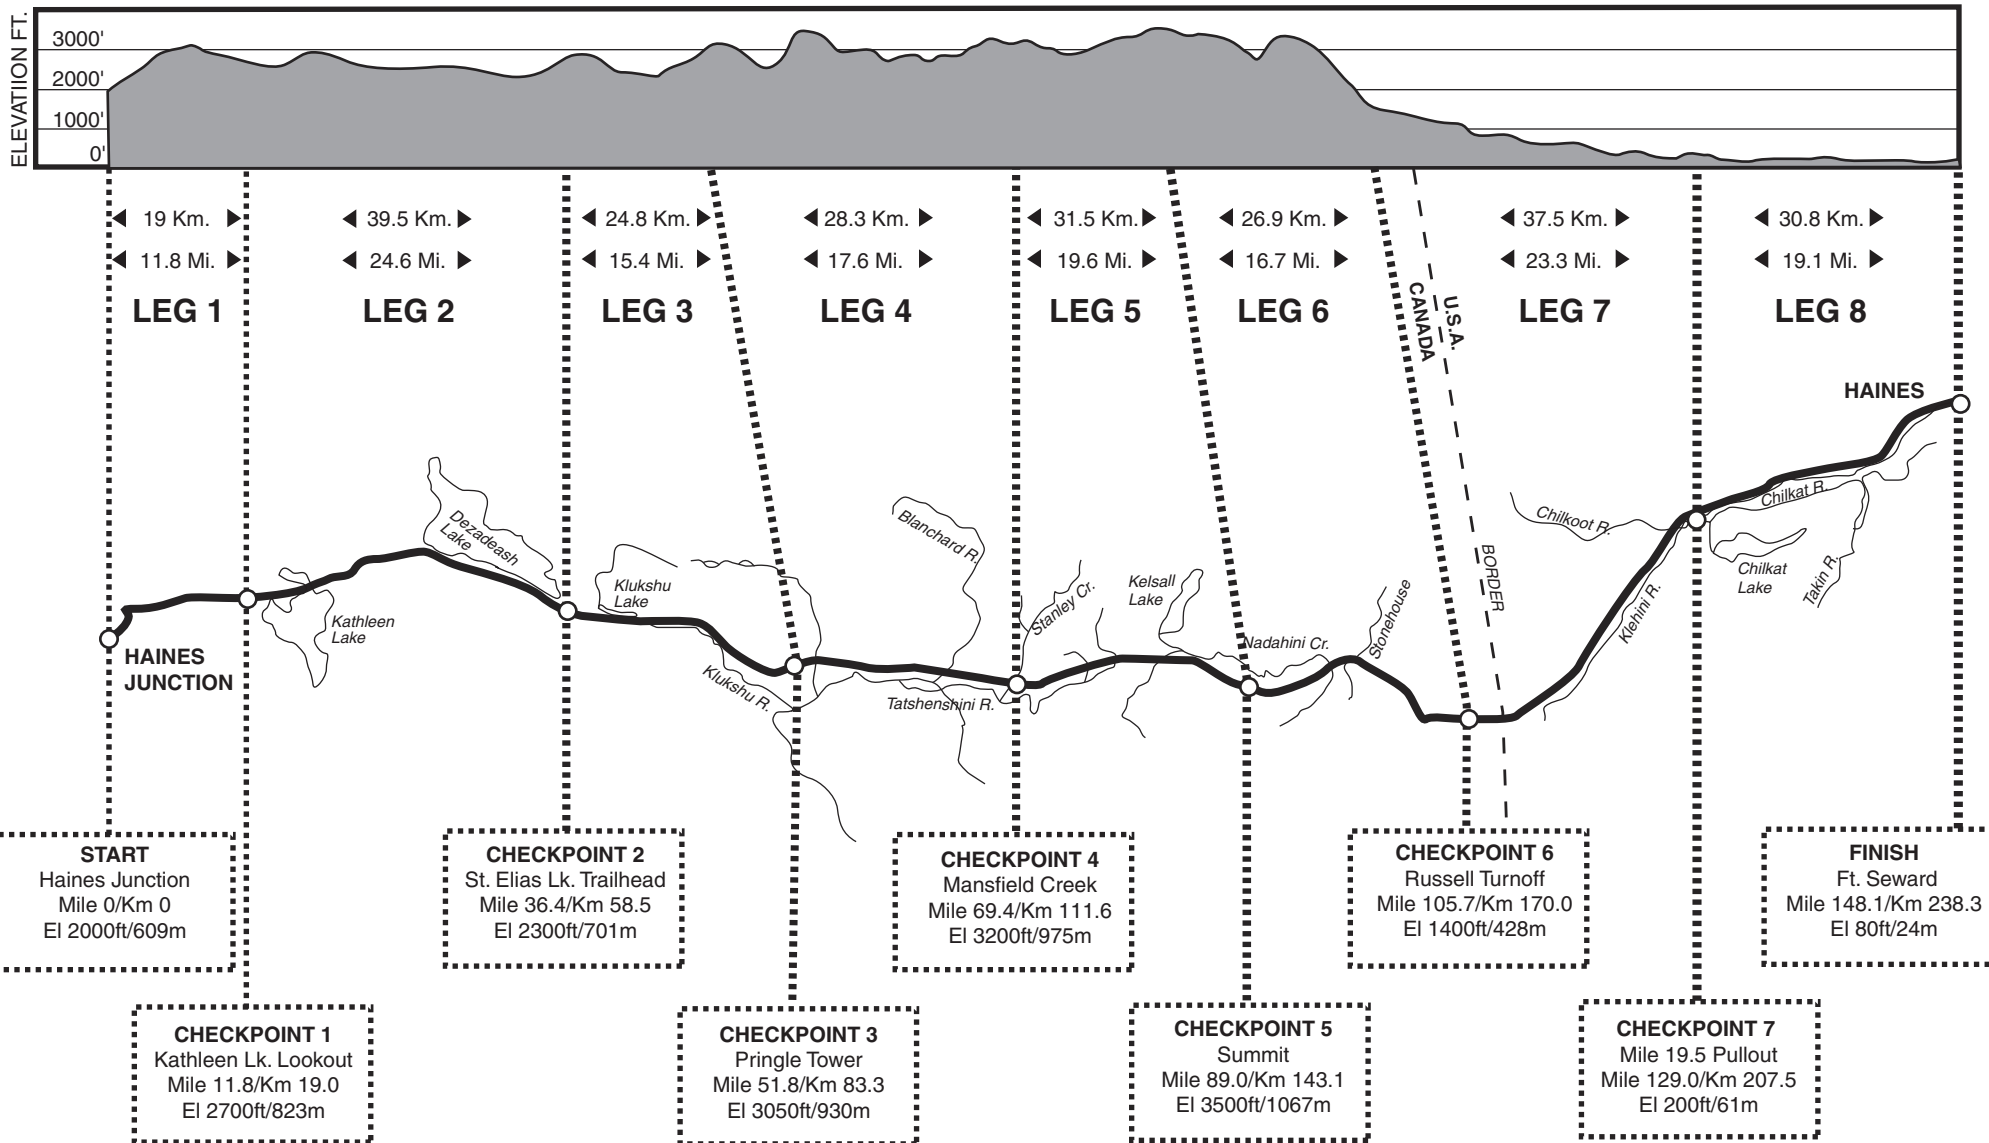 ELEVATIION FT.
3000'
2000'
1000'
0'
19 Km.
39.5 Km.
24.8 Km.
28.3 Km.
31.5 Km.
26.9 Km.
37.5 Km.
30.8 Km.
11.8 Mi.
24.6 Mi.
15.4 Mi.
17.6 Mi.
19.6 Mi.
16.7 Mi.
23.3 Mi.
19.1 Mi.
LEG 1
LEG 2
LEG 3
LEG 4
LEG 5
LEG 6
LEG 7
LEG 8
CANADA
U.S.A.
BORDER
HAINES
HAINES
JUNCTION
Kathleen
Lake
Dezadeash
Lake
Klukshu
Lake
Klukshu R.
Blanchard R.
Tatshenshini R.
Stanley Cr.
Kelsall
Lake
Nadahini Cr.
Stonehouse
Chilkoot R.
Klehini R.
Chilkat R.
Chilkat
Lake
Takin R.
START
Haines Junction
Mile 0/Km 0
El 2000ft/609m
CHECKPOINT 1
Kathleen Lk. Lookout
Mile 11.8/Km 19.0
El 2700ft/823m
CHECKPOINT 2
St. Elias Lk. Trailhead
Mile 36.4/Km 58.5
El 2300ft/701m
CHECKPOINT 3
Pringle Tower
Mile 51.8/Km 83.3
El 3050ft/930m
CHECKPOINT 4
Mansfield Creek
Mile 69.4/Km 111.6
El 3200ft/975m
CHECKPOINT 5
Summit
Mile 89.0/Km 143.1
El 3500ft/1067m
CHECKPOINT 6
Russell Turnoff
Mile 105.7/Km 170.0
El 1400ft/428m
CHECKPOINT 7
Mile 19.5 Pullout
Mile 129.0/Km 207.5
El 200ft/61m
FINISH
Ft. Seward
Mile 148.1/Km 238.3
El 80ft/24m